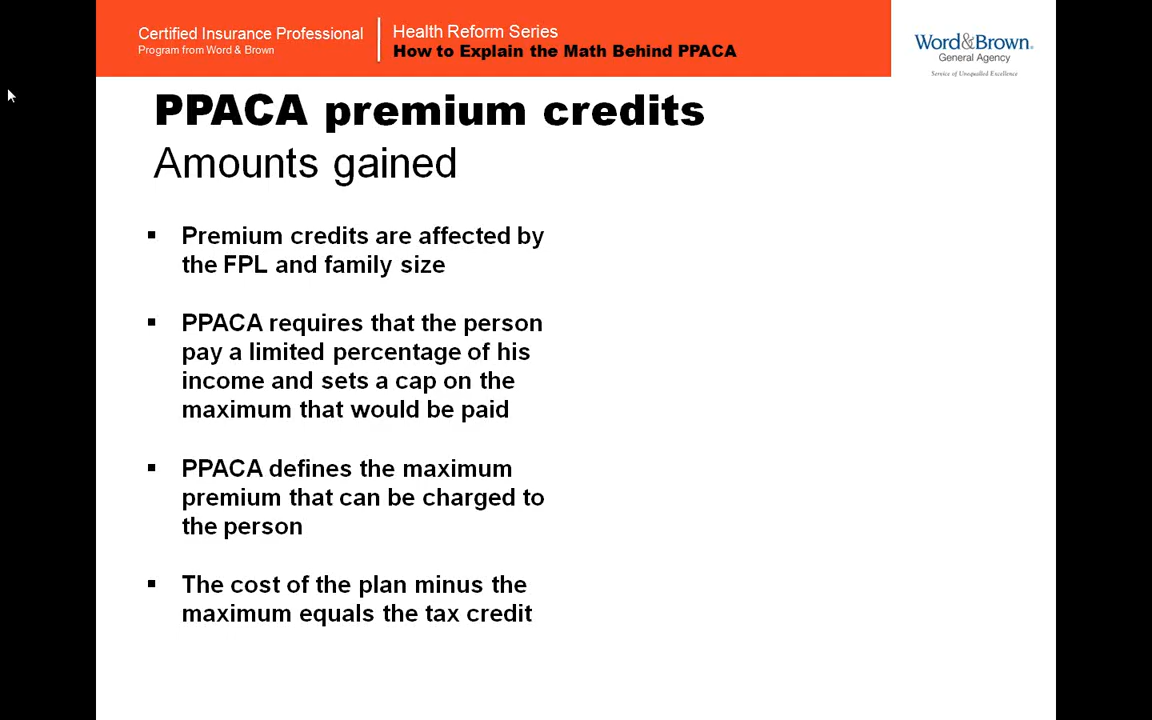 Certified Insurance Professional
Program from Word & Brown
Health Reform Series
How to Explain the Math Behind PPACA
Word&Brown.
General Agency
Service of Unequalled Excellence
PPACA premium credits
Amounts gained
▪ Premium credits are affected by
the FPL and family size
▪ PPACA requires that the person
pay a limited percentage of his
income and sets a cap on the
maximum that would be paid
▪ PPACA defines the maximum
premium that can be charged to
the person
▪ The cost of the plan minus the
maximum equals the tax credit